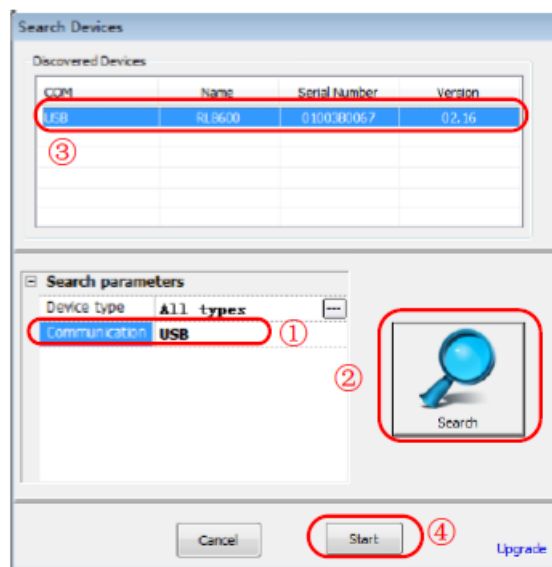 Search Devices
Discovered Devices
COM Name Serial Number Version
USB RL8600 0100380067 02.16
③
Search parameters
Device type All types ...
Communication USB ①
②
Search
Cancel Start ④
Upgrade